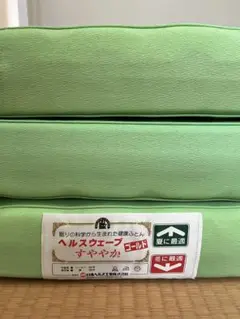 眠りの科学から生まれた健康ふとん
ヘルスウェーブ
ゴールド
すややか
夏に最適
冬に最適